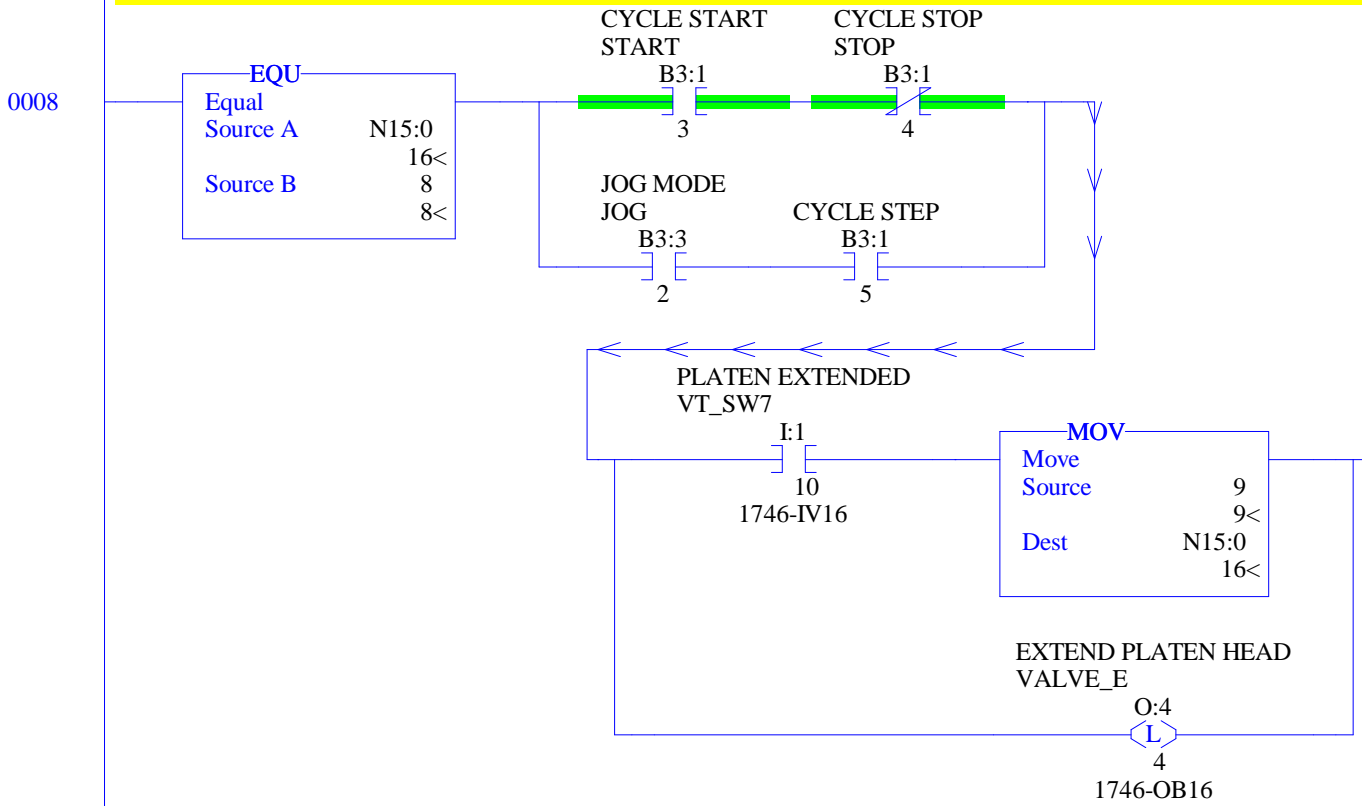 CYCLE START
START
B3:1
3
CYCLE STOP
STOP
B3:1
4
0008
EQU
Equal
Source A N15:0
16<
Source B 8
8<
JOG MODE
JOG
B3:3
2
CYCLE STEP
B3:1
5
PLATEN EXTENDED
VT_SW7
I:1
10
1746-IV16
MOV
Move
Source 9
9<
Dest N15:0
16<
EXTEND PLATEN HEAD
VALVE_E
O:4
L
4
1746-OB16